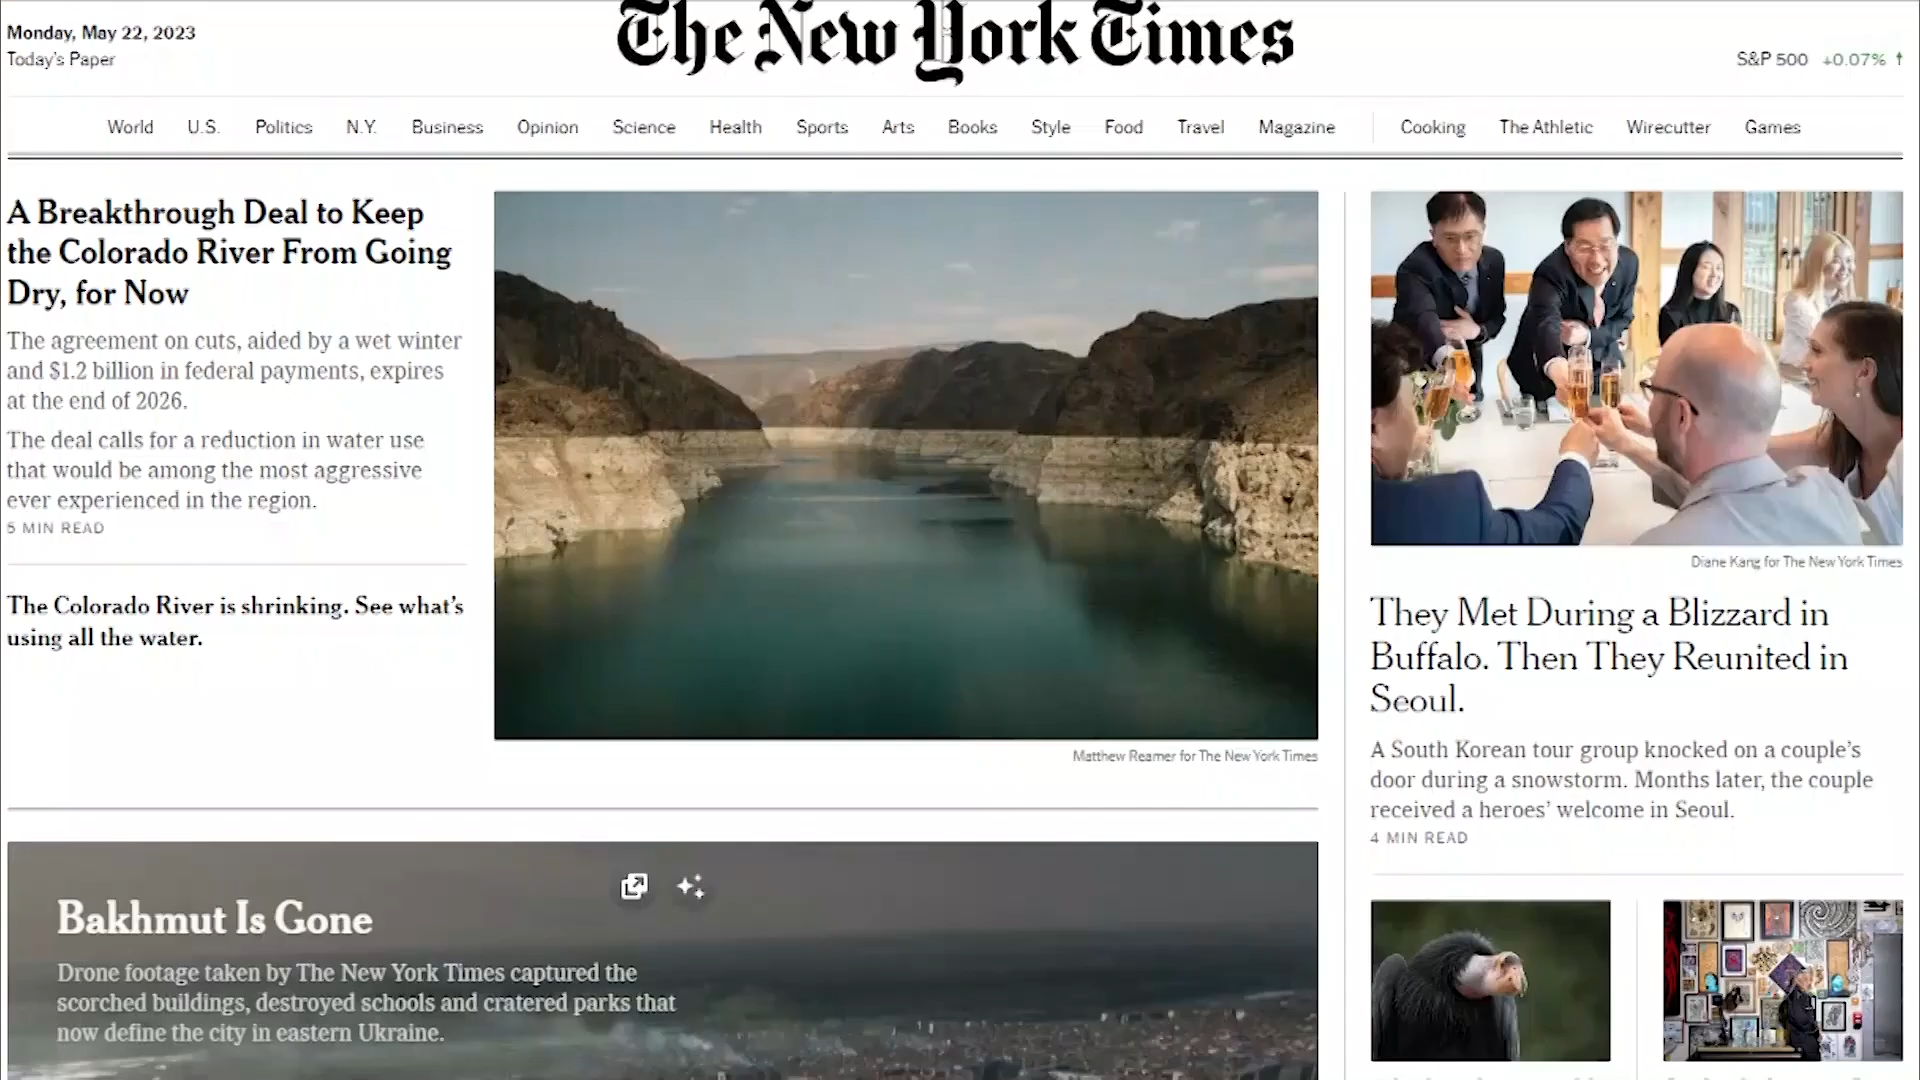 Monday, May 22, 2023
Today's Paper
The New York Times
S&P 500 +0.07% ↑
World U.S. Politics N.Y. Business Opinion Science Health Sports Arts Books Style Food Travel Magazine Cooking The Athletic Wirecutter Games
A Breakthrough Deal to Keep
the Colorado River From Going
Dry, for Now
The agreement on cuts, aided by a wet winter
and $1.2 billion in federal payments, expires
at the end of 2026.
The deal calls for a reduction in water use
that would be among the most aggressive
ever experienced in the region.
5 MIN READ
The Colorado River is shrinking. See what's
using all the water.
Matthew Reamer for The New York Times
Bakhmut Is Gone
Drone footage taken by The New York Times captured the
scorched buildings, destroyed schools and cratered parks that
now define the city in eastern Ukraine.
Diane Kang for The New York Times
They Met During a Blizzard in
Buffalo. Then They Reunited in
Seoul.
A South Korean tour group knocked on a couple's
door during a snowstorm. Months later, the couple
received a heroes' welcome in Seoul.
4 MIN READ